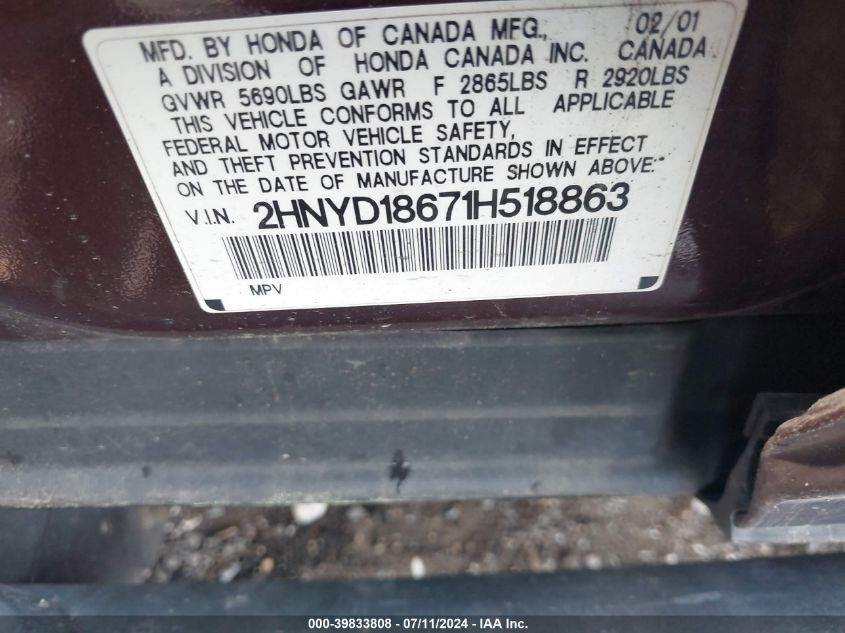 MFD. BY HONDA OF CANADA MFG., 02/01
A DIVISION OF HONDA CANADA INC. CANADA
GVWR 5690LBS GAWR F 2865LBS R 2920LBS
THIS VEHICLE CONFORMS TO ALL APPLICABLE
FEDERAL MOTOR VEHICLE SAFETY,
AND THEFT PREVENTION STANDARDS IN EFFECT
ON THE DATE OF MANUFACTURE SHOWN ABOVE.
V.I.N. 2HNYD18671H518863
MPV
000-39833808 - 07/11/2024 - IAA Inc.